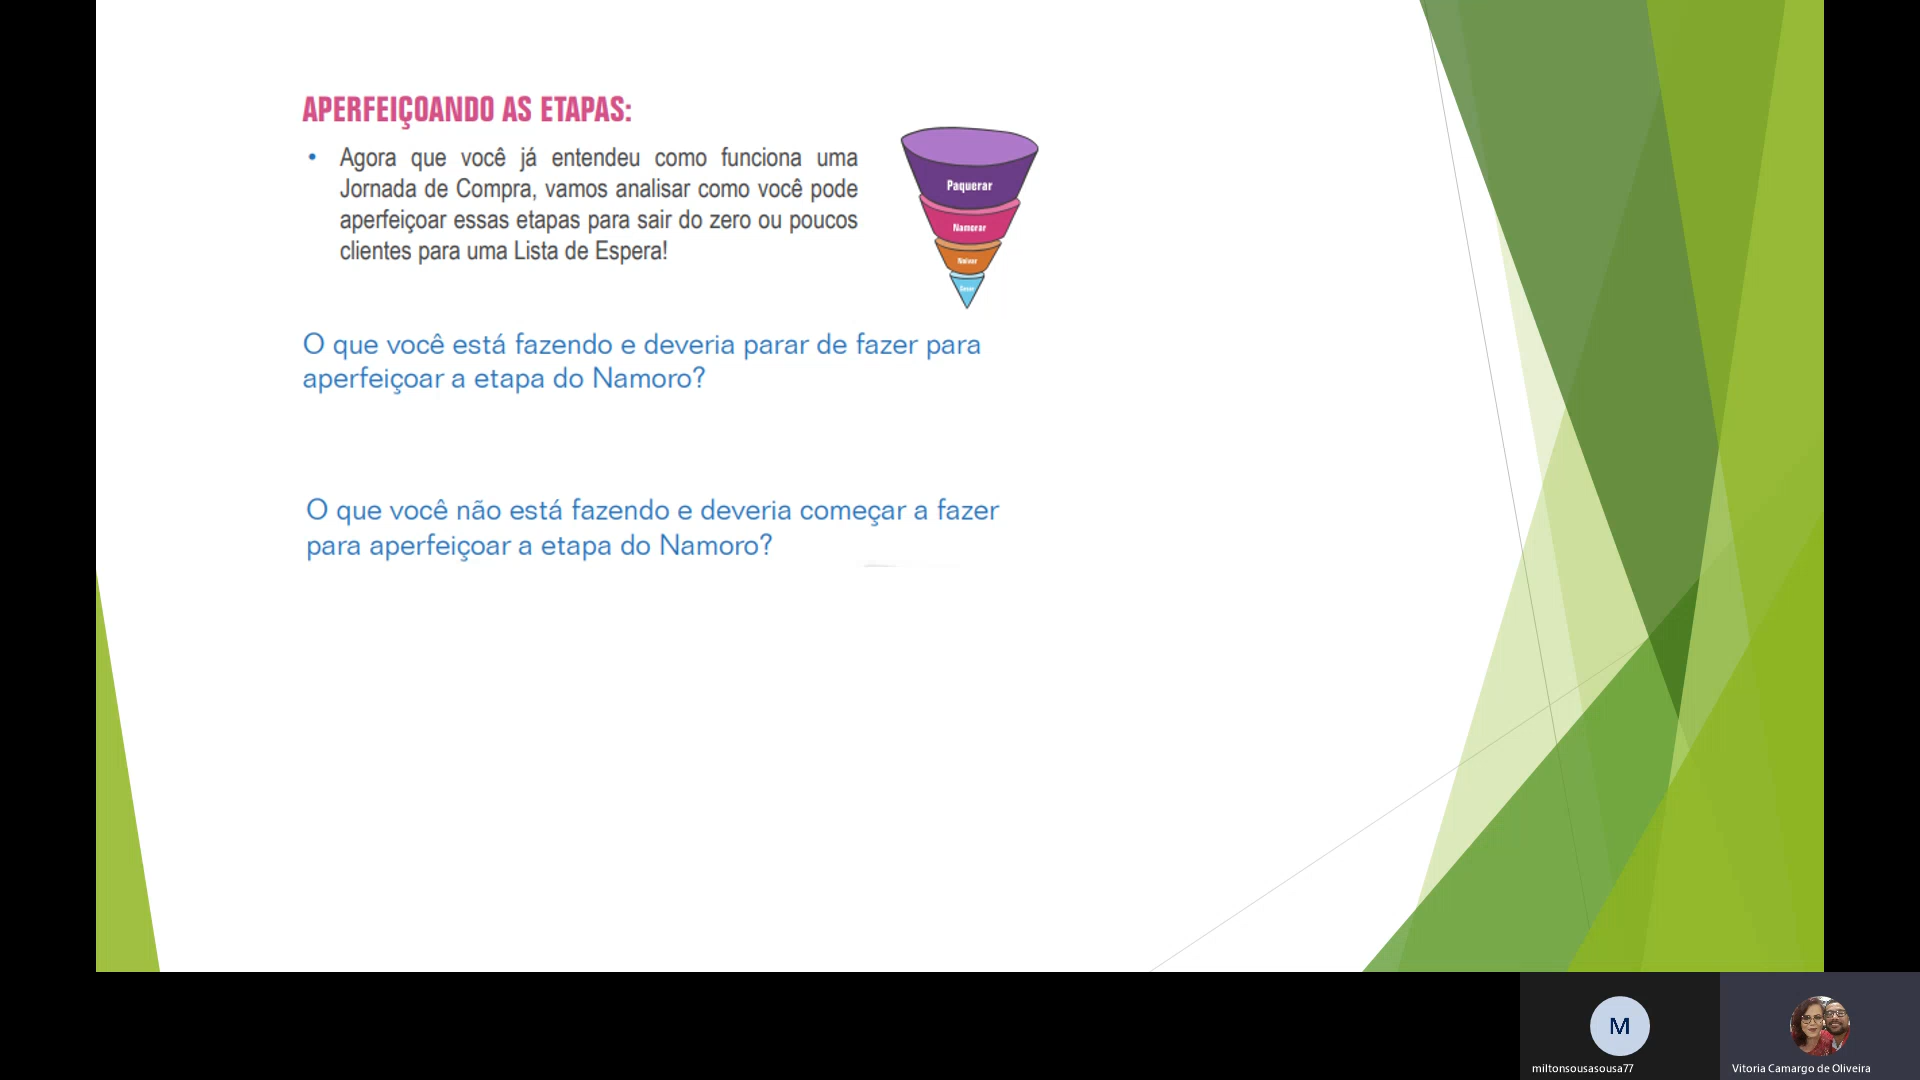 APERFEIÇOANDO AS ETAPAS:
• Agora que você já entendeu como funciona uma
Jornada de Compra, vamos analisar como você pode
aperfeiçoar essas etapas para sair do zero ou poucos
clientes para uma Lista de Espera!
Paquerar
Namorar
Noivar
O que você está fazendo e deveria parar de fazer para
aperfeiçoar a etapa do Namoro?
O que você não está fazendo e deveria começar a fazer
para aperfeiçoar a etapa do Namoro?
M
miltonsousasousa77
Vitoria Camargo de Oliveira